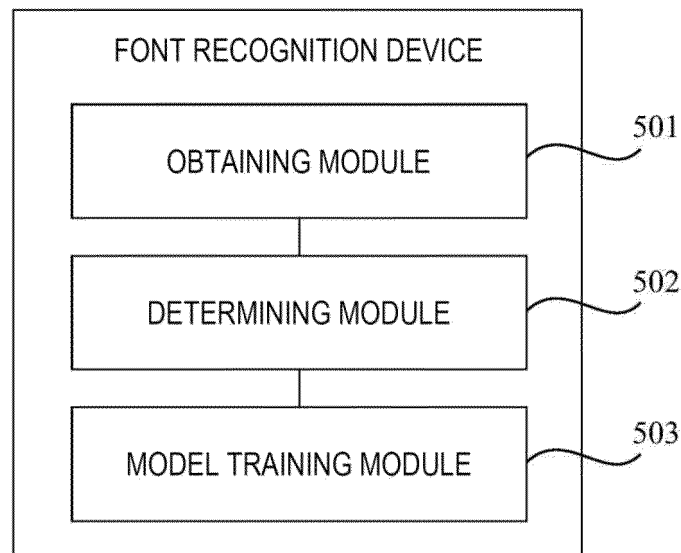 FONT RECOGNITION DEVICE
OBTAINING MODULE
501
DETERMINING MODULE
502
MODEL TRAINING MODULE
503